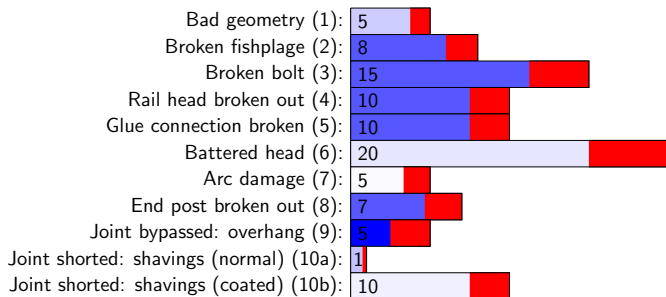 Bad geometry (1): 5
Broken fishplage (2): 8
Broken bolt (3): 15
Rail head broken out (4): 10
Glue connection broken (5): 10
Battered head (6): 20
Arc damage (7): 5
End post broken out (8): 7
Joint bypassed: overhang (9): 5
Joint shorted: shavings (normal) (10a): 1
Joint shorted: shavings (coated) (10b): 10